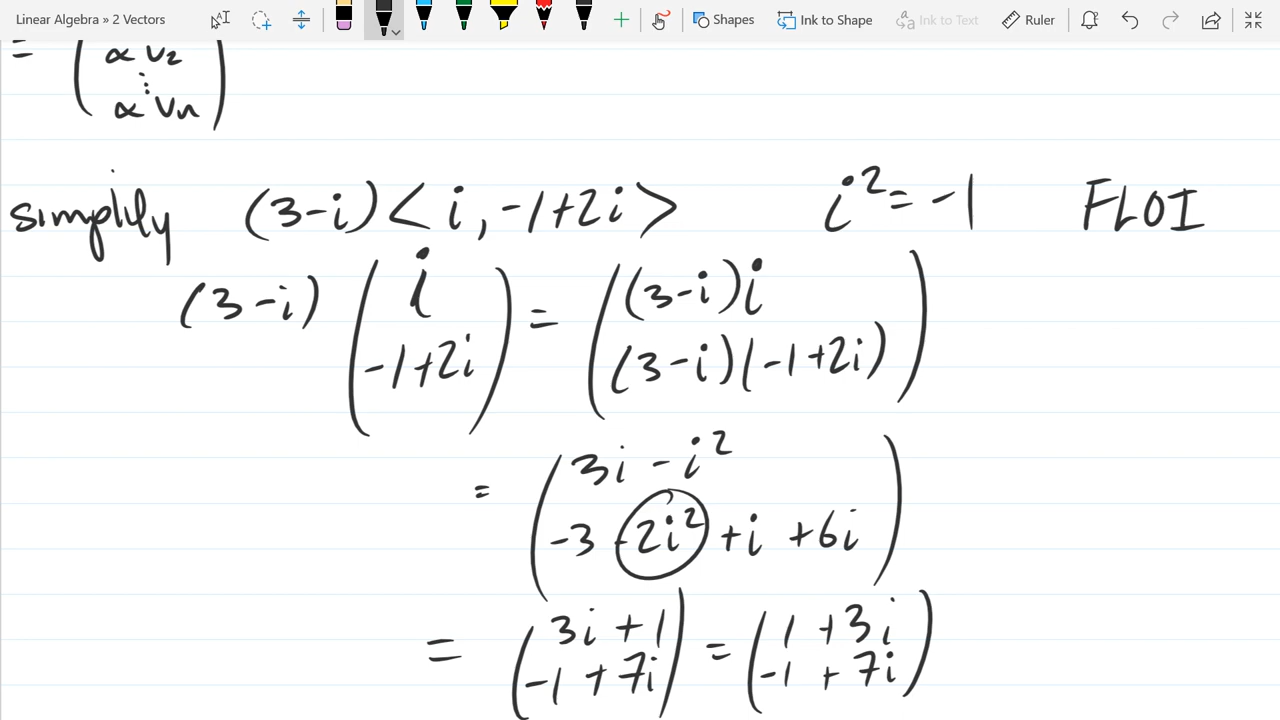 Linear Algebra » 2 Vectors Shapes Ink to Shape Ink to Text Ruler
= ( α v₂
⋮
α vₙ )
simplify (3-i)<i, -1+2i> i² = -1 FLOI
(3-i) ( i ) = ( (3-i)i )
( -1+2i ) ( (3-i)(-1+2i) )
= ( 3i - i² )
( -3 -2i² + i + 6i )
= ( 3i + 1 ) = ( 1 + 3i )
( -1 + 7i ) ( -1 + 7i )